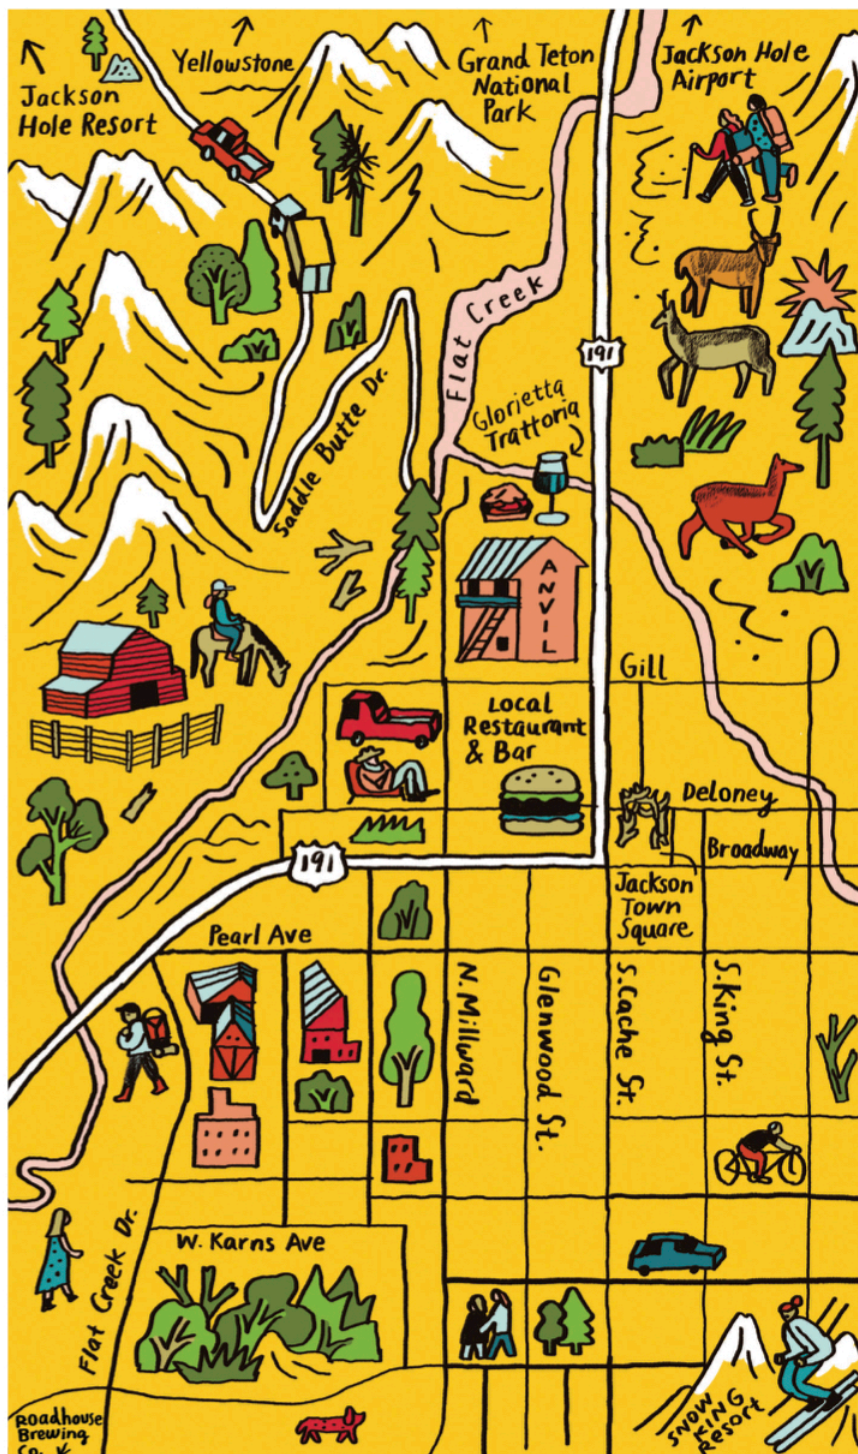 Jackson
Hole Resort
Yellowstone
Grand Teton
National
Park
Jackson Hole
Airport
Flat Creek
191
Saddle Butte Dr.
Glorietta
Trattoria
ANVIL
Gill
Local
Restaurant
& Bar
Deloney
Broadway
191
Jackson
Town
Square
Pearl Ave
N. Millward
Glenwood St.
S. Cache St.
S. King St.
W. Karns Ave
Flat Creek Dr.
Roadhouse
Brewing
Co.
SNOW
KING
Resort